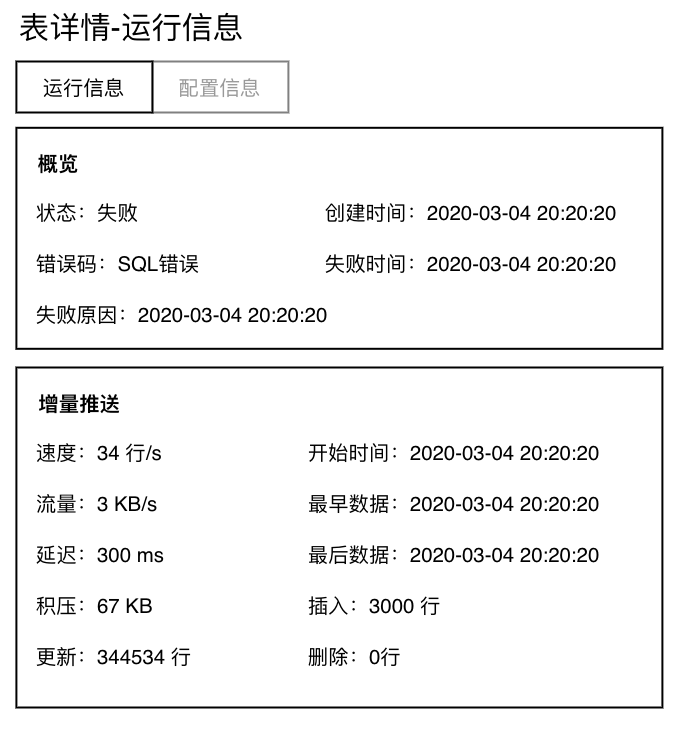 表详情-运行信息
运行信息 配置信息
概览
状态：失败 创建时间：2020-03-04 20:20:20
错误码：SQL错误 失败时间：2020-03-04 20:20:20
失败原因：2020-03-04 20:20:20
增量推送
速度：34 行/s 开始时间：2020-03-04 20:20:20
流量：3 KB/s 最早数据：2020-03-04 20:20:20
延迟：300 ms 最后数据：2020-03-04 20:20:20
积压：67 KB 插入：3000 行
更新：344534 行 删除：0行